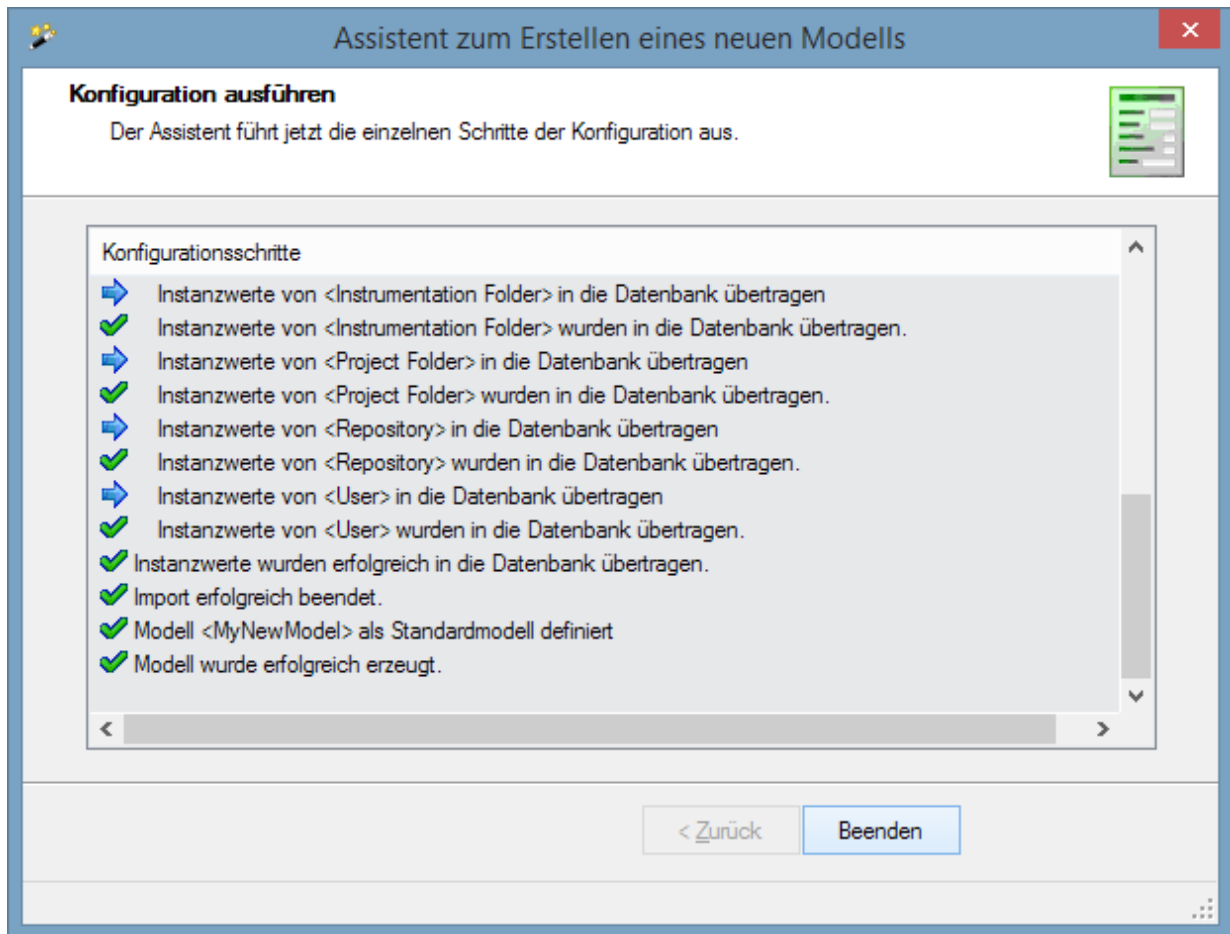 Assistent zum Erstellen eines neuen Modells
Konfiguration ausführen
Der Assistent führt jetzt die einzelnen Schritte der Konfiguration aus.
Konfigurationsschritte
Instanzwerte von <Instrumentation Folder> in die Datenbank übertragen
Instanzwerte von <Instrumentation Folder> wurden in die Datenbank übertragen.
Instanzwerte von <Project Folder> in die Datenbank übertragen
Instanzwerte von <Project Folder> wurden in die Datenbank übertragen.
Instanzwerte von <Repository> in die Datenbank übertragen
Instanzwerte von <Repository> wurden in die Datenbank übertragen.
Instanzwerte von <User> in die Datenbank übertragen
Instanzwerte von <User> wurden in die Datenbank übertragen.
Instanzwerte wurden erfolgreich in die Datenbank übertragen.
Import erfolgreich beendet.
Modell <MyNewModel> als Standardmodell definiert
Modell wurde erfolgreich erzeugt.
< Zurück
Beenden